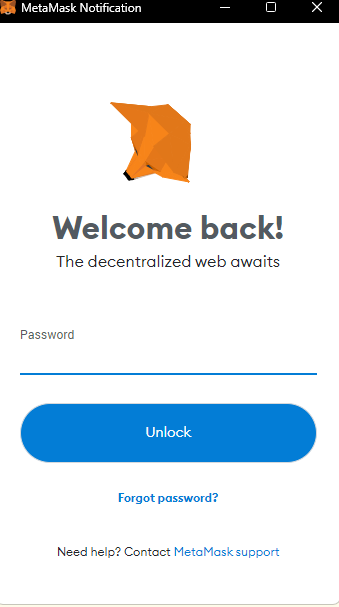 MetaMask Notification
Welcome back!
The decentralized web awaits
Password
Unlock
Forgot password?
Need help? Contact MetaMask support